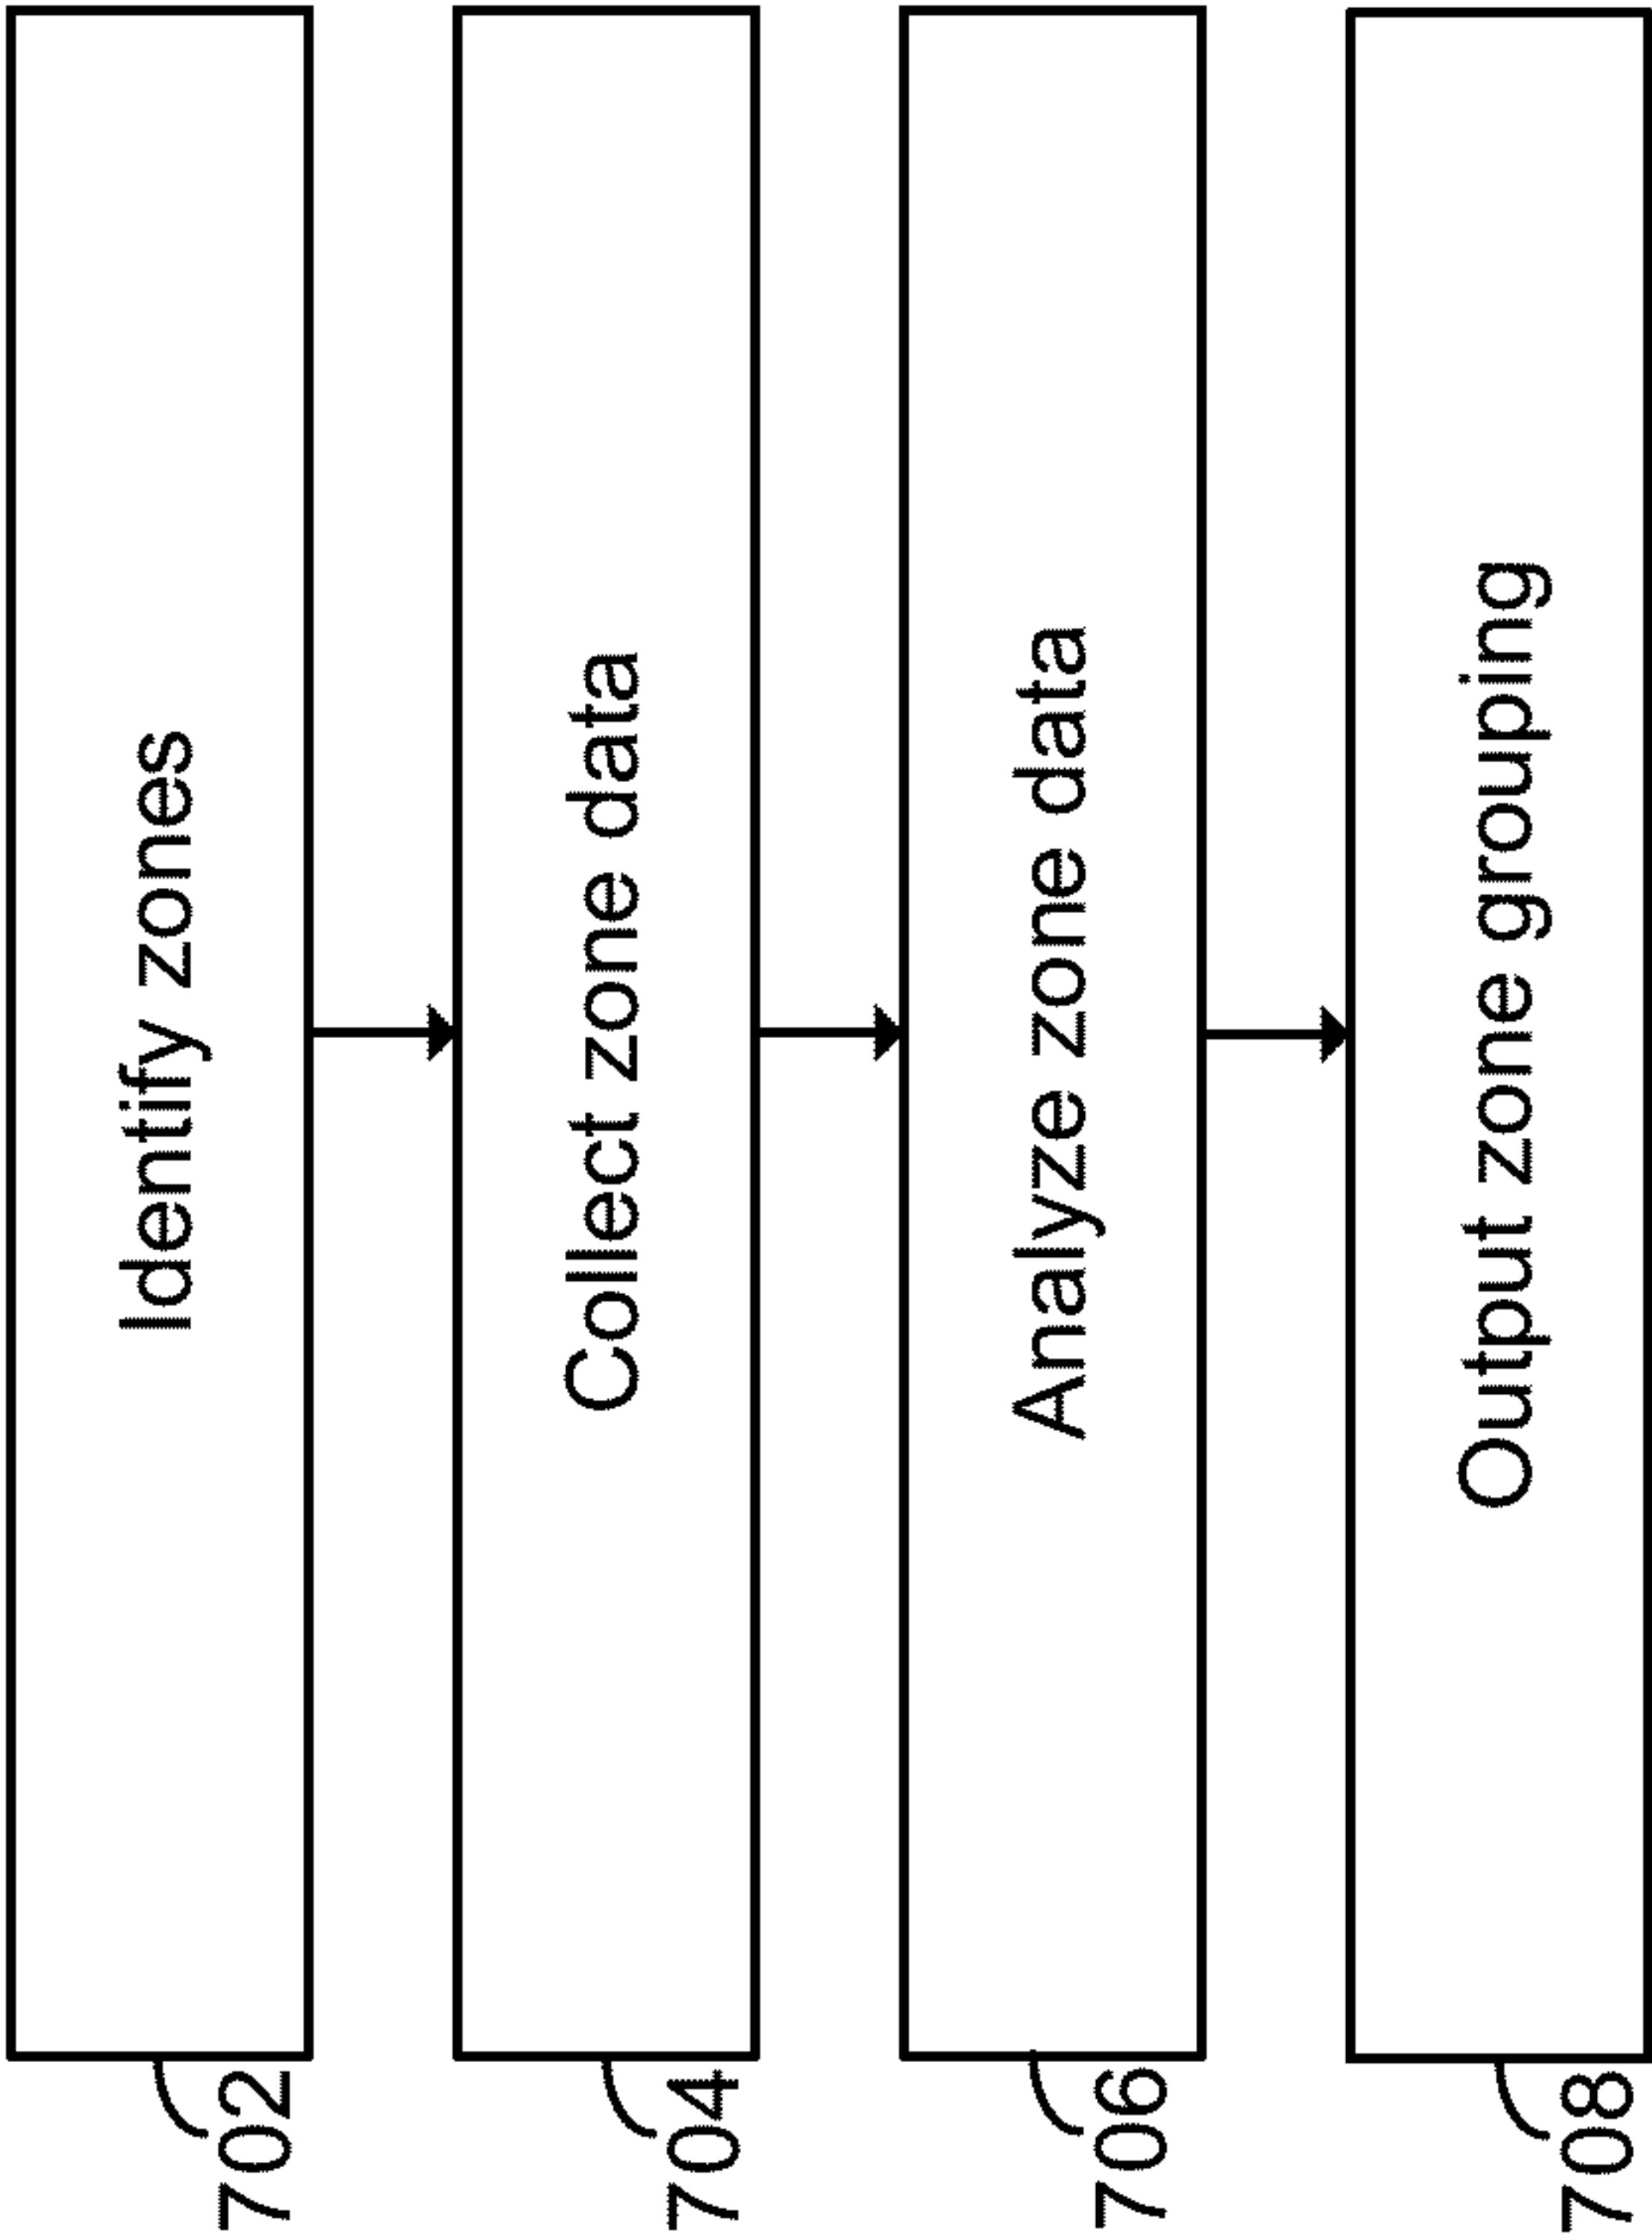 Identify zones
702
Collect zone data
704
Analyze zone data
706
Output zone grouping
708